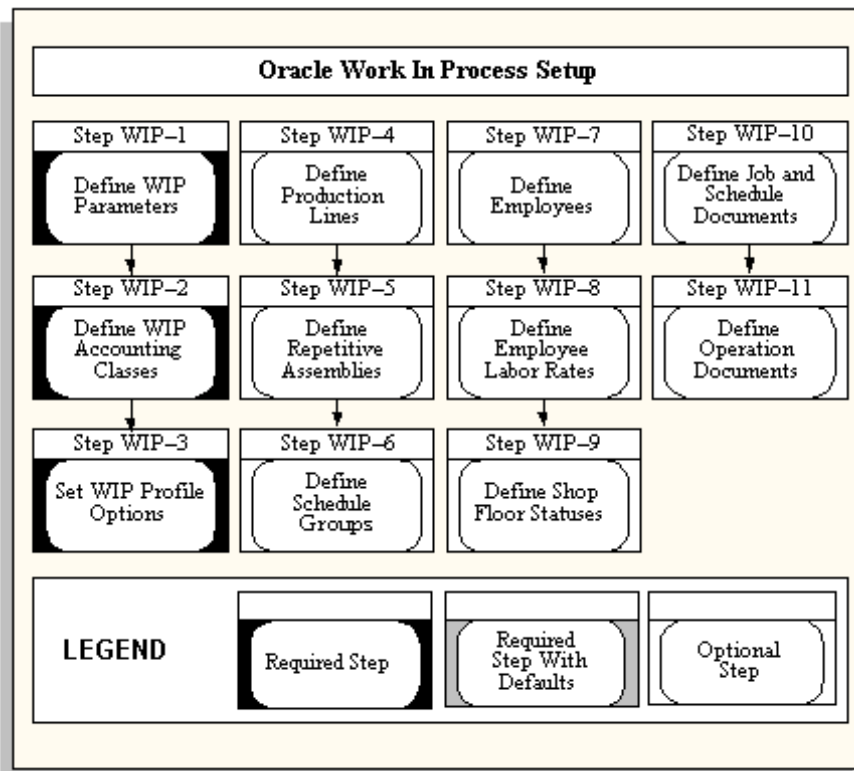 Oracle Work In Process Setup
Step WIP–1
Define WIP
Parameters
Step WIP–2
Define WIP
Accounting
Classes
Step WIP–3
Set WIP Profile
Options
Step WIP–4
Define
Production
Lines
Step WIP–5
Define
Repetitive
Assemblies
Step WIP–6
Define
Schedule
Groups
Step WIP–7
Define
Employees
Step WIP–8
Define
Employee
Labor Rates
Step WIP–9
Define Shop
Floor Statuses
Step WIP–10
Define Job and
Schedule
Documents
Step WIP–11
Define
Operation
Documents
LEGEND
Required Step
Required
Step With
Defaults
Optional
Step